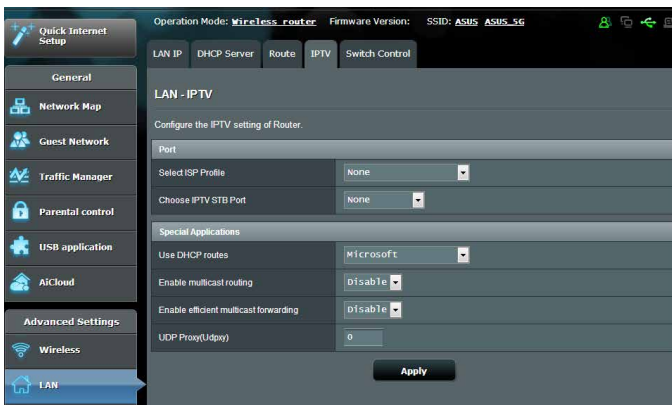 Quick Internet Setup
Operation Mode: Wireless router Firmware Version: SSID: ASUS ASUS_5G
LAN IP DHCP Server Route IPTV Switch Control
General
Network Map
Guest Network
Traffic Manager
Parental control
USB application
AiCloud
Advanced Settings
Wireless
LAN
LAN - IPTV
Configure the IPTV setting of Router.
Port
Select ISP Profile None
Choose IPTV STB Port None
Special Applications
Use DHCP routes Microsoft
Enable multicast routing Disable
Enable efficient multicast forwarding Disable
UDP Proxy(Udpxy) 0
Apply